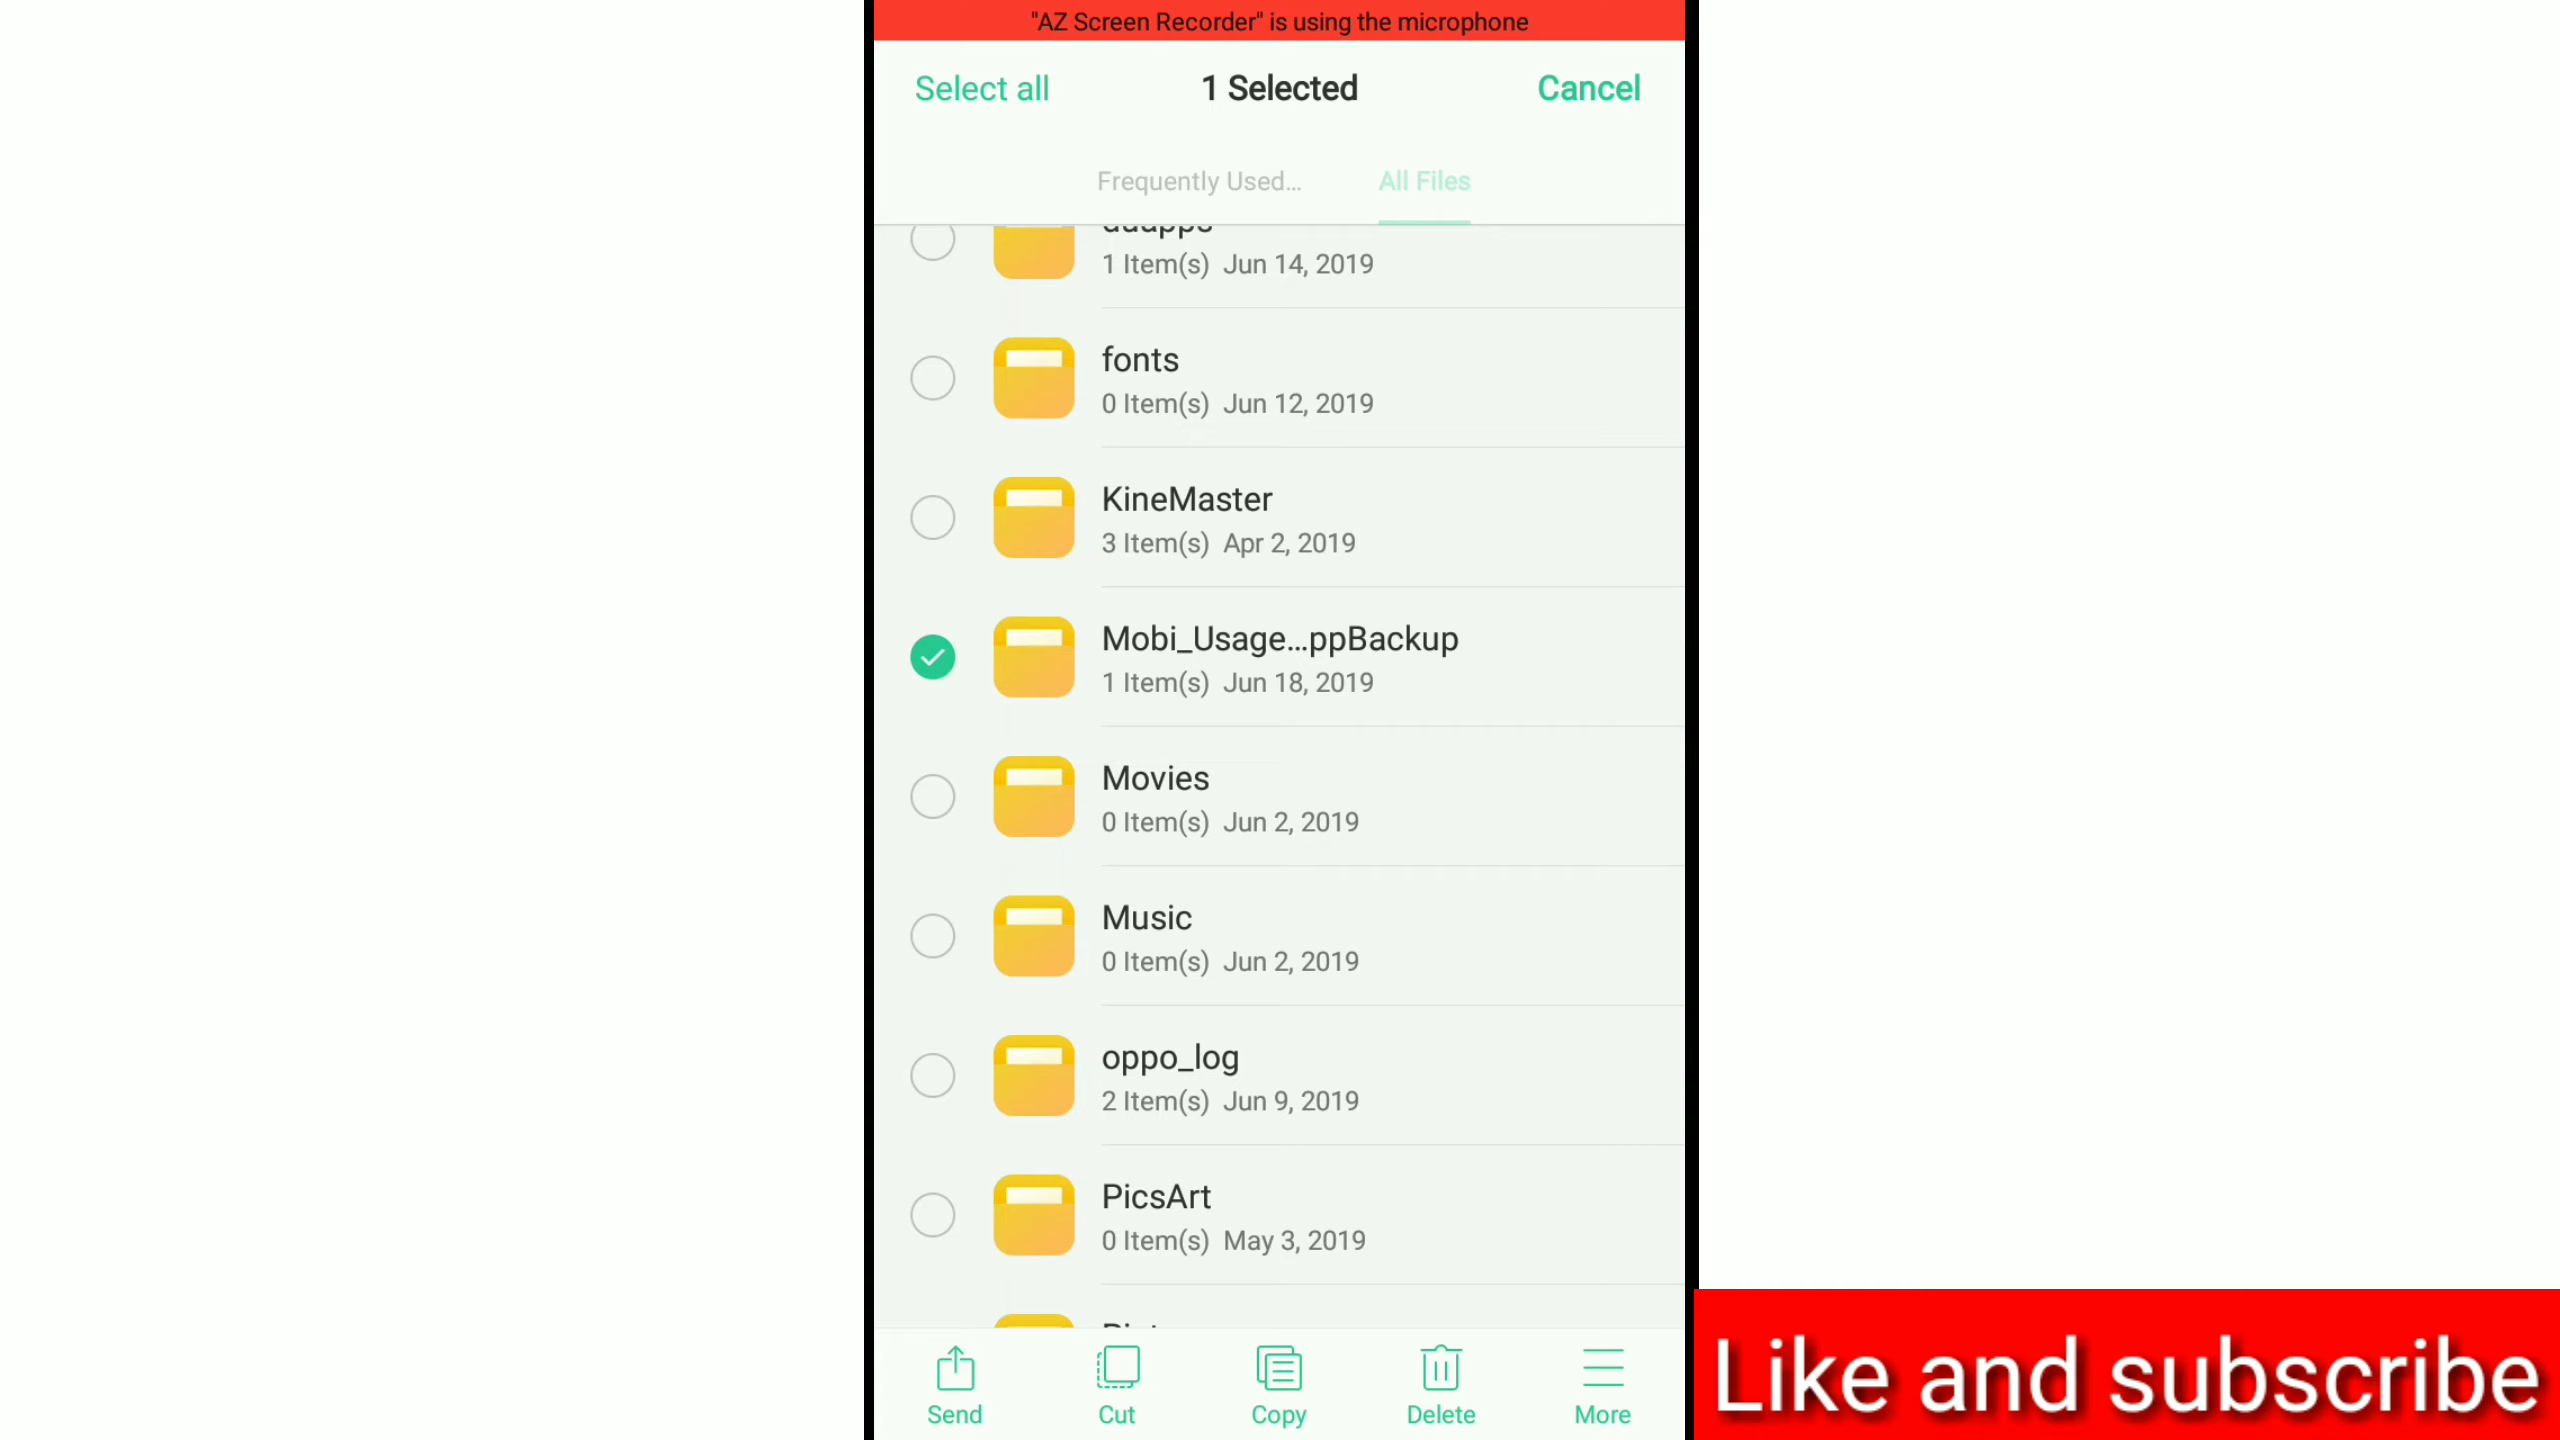 "AZ Screen Recorder" is using the microphone
Select all 1 Selected Cancel
Frequently Used... All Files
1 Item(s) Jun 14, 2019
fonts
0 Item(s) Jun 12, 2019
KineMaster
3 Item(s) Apr 2, 2019
Mobi_Usage...ppBackup
1 Item(s) Jun 18, 2019
Movies
0 Item(s) Jun 2, 2019
Music
0 Item(s) Jun 2, 2019
oppo_log
2 Item(s) Jun 9, 2019
PicsArt
0 Item(s) May 3, 2019
Send Cut Copy Delete More
Like and subscribe